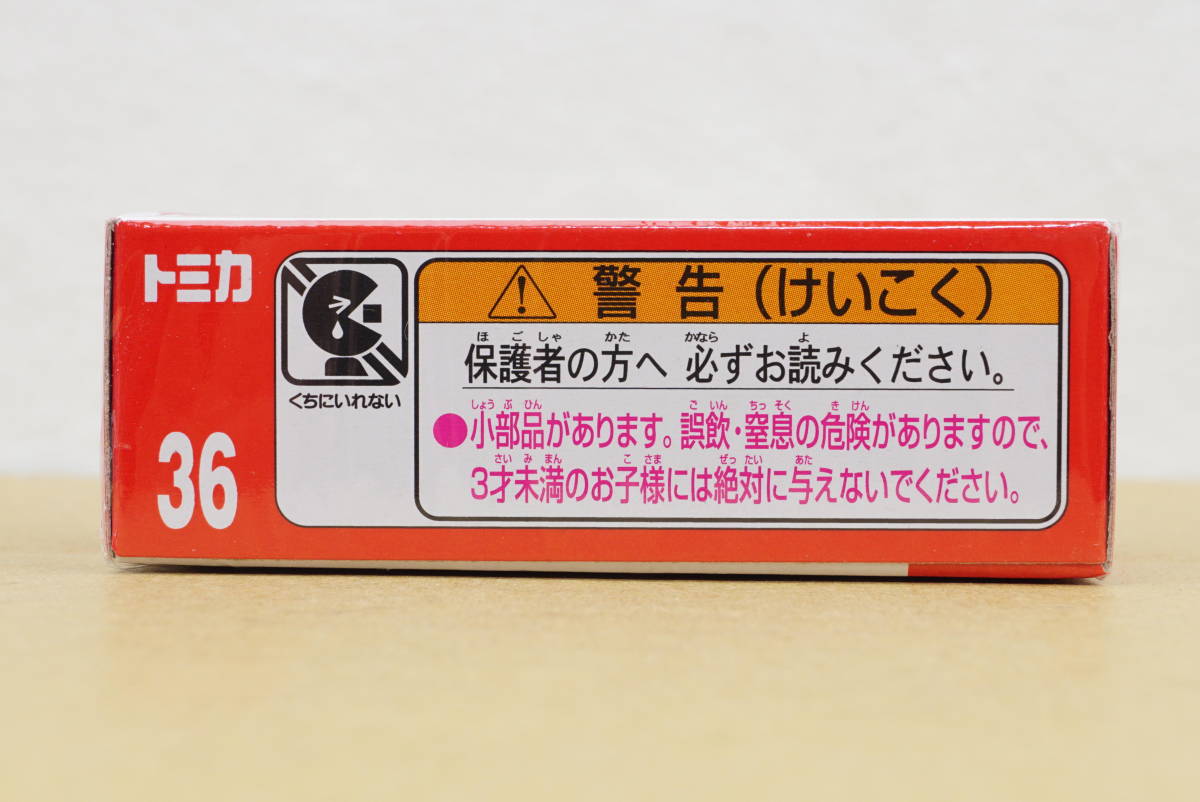 トミカ
36
くちにいれない
警告（けいこく）
ほごしゃ かた かなら よ
保護者の方へ 必ずお読みください。
しょうぶひん ごいん ちっそく きけん
●小部品があります。誤飲・窒息の危険がありますので、
さいみまん こさま ぜったい あた
3才未満のお子様には絶対に与えないでください。